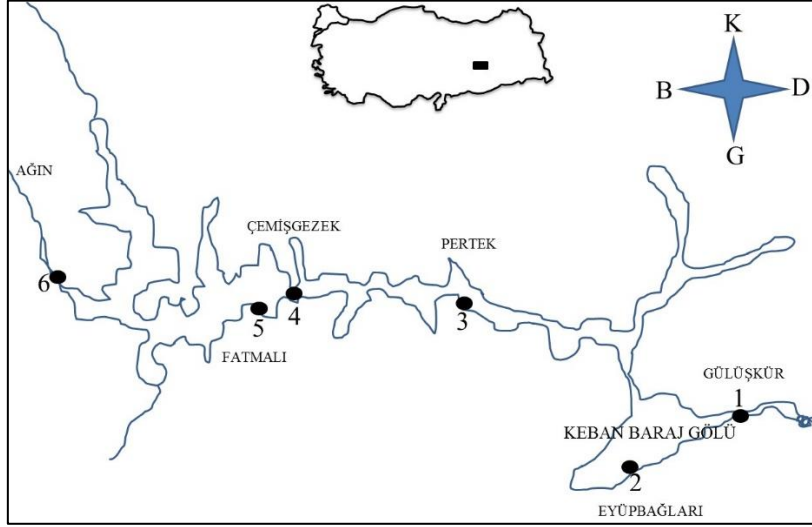 K
B
D
G
AĞIN
ÇEMİŞGEZEK
PERTEK
6
4
5
3
FATMALI
GÜLÜŞKÜR
1
KEBAN BARAJ GÖLÜ
2
EYÜPBAĞLARI